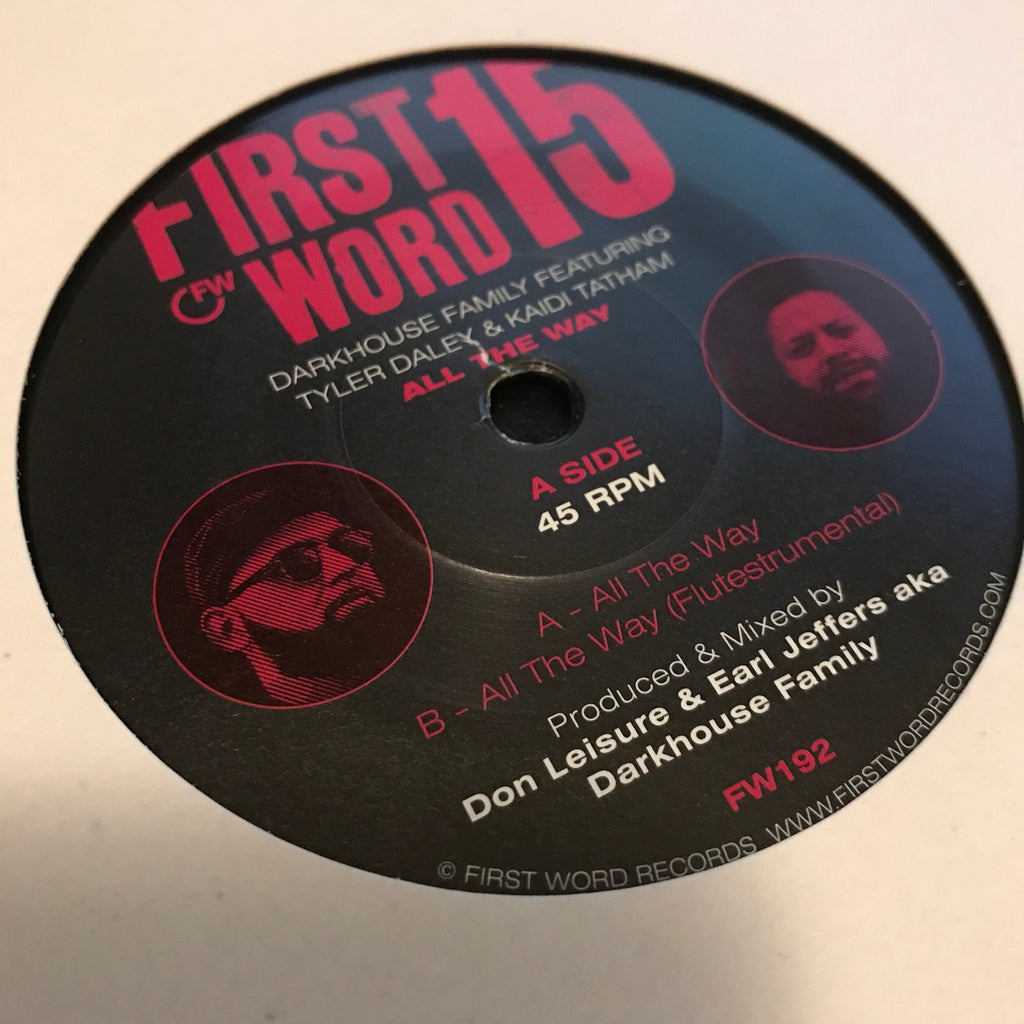 FIRST
WORD 15
FW
DARKHOUSE FAMILY FEATURING
TYLER DALEY & KAIDI TATHAM
ALL THE WAY
A SIDE
45 RPM
A - All The Way
B - All The Way (Flutestrumental)
Produced & Mixed by
Don Leisure & Earl Jeffers aka
Darkhouse Family
FW192
© FIRST WORD RECORDS WWW.FIRSTWORDRECORDS.COM